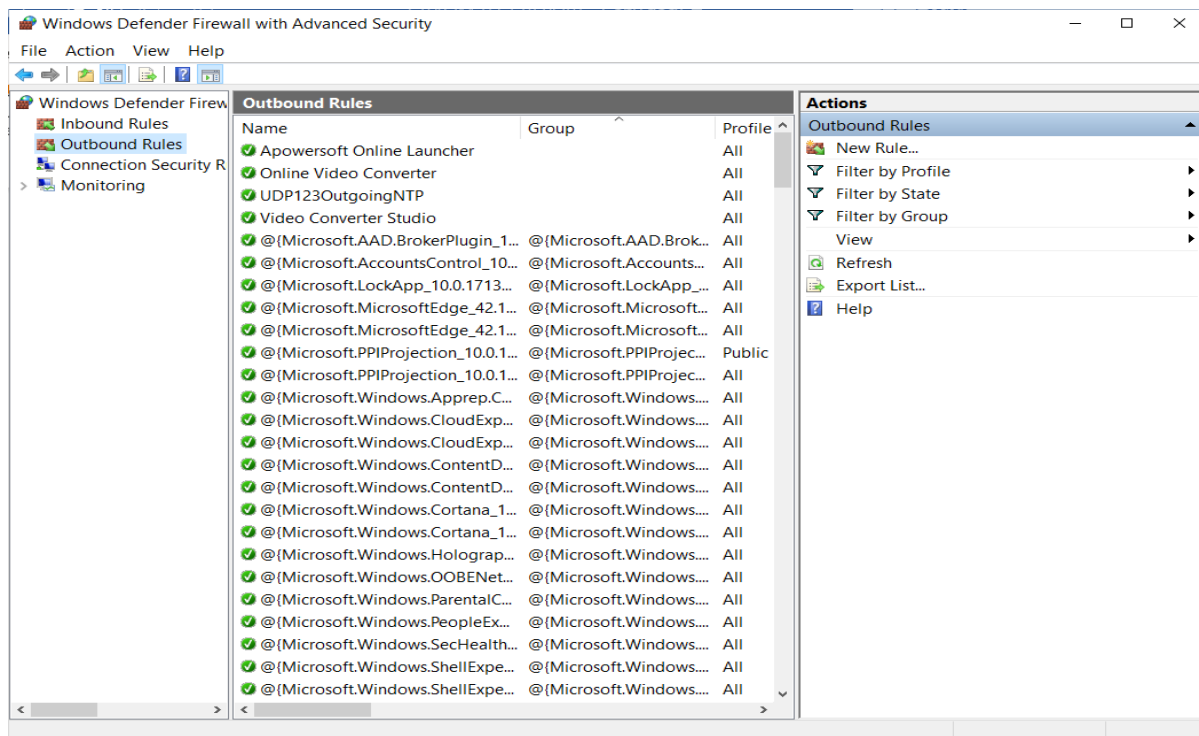 Windows Defender Firewall with Advanced Security
File Action View Help
Windows Defender Firew
Inbound Rules
Outbound Rules
Connection Security R
Monitoring
Outbound Rules
Name Group Profile
Apowersoft Online Launcher All
Online Video Converter All
UDP123OutgoingNTP All
Video Converter Studio All
@{Microsoft.AAD.BrokerPlugin_1... @{Microsoft.AAD.Brok... All
@{Microsoft.AccountsControl_10... @{Microsoft.Accounts... All
@{Microsoft.LockApp_10.0.1713... @{Microsoft.LockApp_... All
@{Microsoft.MicrosoftEdge_42.1... @{Microsoft.Microsoft... All
@{Microsoft.MicrosoftEdge_42.1... @{Microsoft.Microsoft... All
@{Microsoft.PPIProjection_10.0.1... @{Microsoft.PPIProjec... Public
@{Microsoft.PPIProjection_10.0.1... @{Microsoft.PPIProjec... All
@{Microsoft.Windows.Apprep.C... @{Microsoft.Windows.... All
@{Microsoft.Windows.CloudExp... @{Microsoft.Windows.... All
@{Microsoft.Windows.CloudExp... @{Microsoft.Windows.... All
@{Microsoft.Windows.ContentD... @{Microsoft.Windows.... All
@{Microsoft.Windows.ContentD... @{Microsoft.Windows.... All
@{Microsoft.Windows.Cortana_1... @{Microsoft.Windows.... All
@{Microsoft.Windows.Cortana_1... @{Microsoft.Windows.... All
@{Microsoft.Windows.Holograp... @{Microsoft.Windows.... All
@{Microsoft.Windows.OOBENet... @{Microsoft.Windows.... All
@{Microsoft.Windows.ParentalC... @{Microsoft.Windows.... All
@{Microsoft.Windows.PeopleEx... @{Microsoft.Windows.... All
@{Microsoft.Windows.SecHealth... @{Microsoft.Windows.... All
@{Microsoft.Windows.ShellExpe... @{Microsoft.Windows.... All
@{Microsoft.Windows.ShellExpe... @{Microsoft.Windows.... All
Actions
Outbound Rules
New Rule...
Filter by Profile
Filter by State
Filter by Group
View
Refresh
Export List...
Help